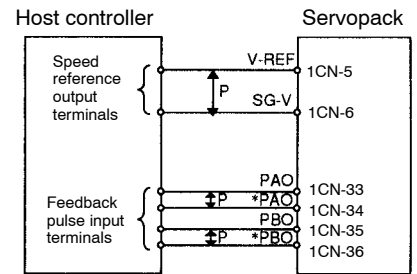 Host controller
Servopack
Speed
reference
output
terminals
V-REF
1CN-5
P
SG-V
1CN-6
Feedback
pulse input
terminals
PAO
1CN-33
P
*PAO
1CN-34
PBO
1CN-35
P
*PBO
1CN-36